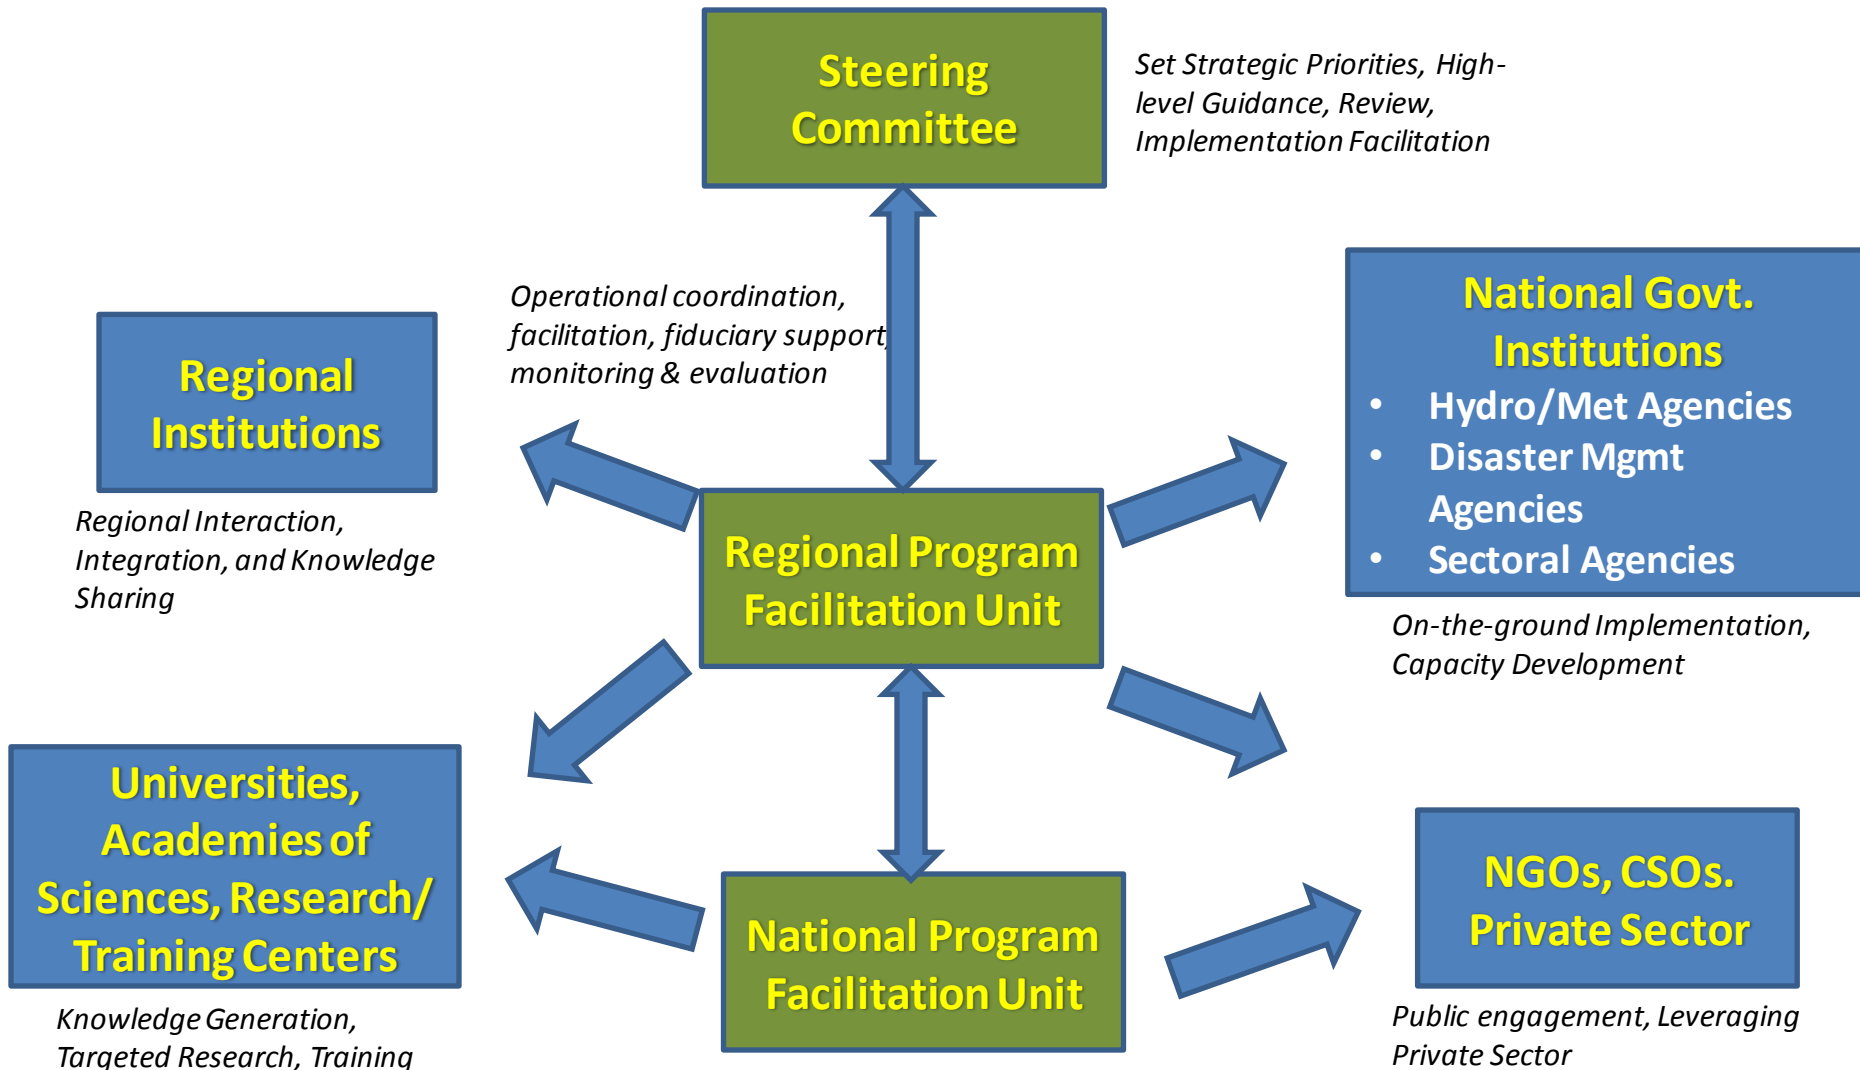 Steering
Committee
Set Strategic Priorities, High-
level Guidance, Review,
Implementation Facilitation
Operational coordination,
facilitation, fiduciary support,
monitoring & evaluation
Regional
Institutions
Regional Interaction,
Integration, and Knowledge
Sharing
National Govt.
Institutions
• Hydro/Met Agencies
• Disaster Mgmt
Agencies
• Sectoral Agencies
On-the-ground Implementation,
Capacity Development
Regional Program
Facilitation Unit
Universities,
Academies of
Sciences, Research/
Training Centers
Knowledge Generation,
Targeted Research, Training
National Program
Facilitation Unit
NGOs, CSOs.
Private Sector
Public engagement, Leveraging
Private Sector